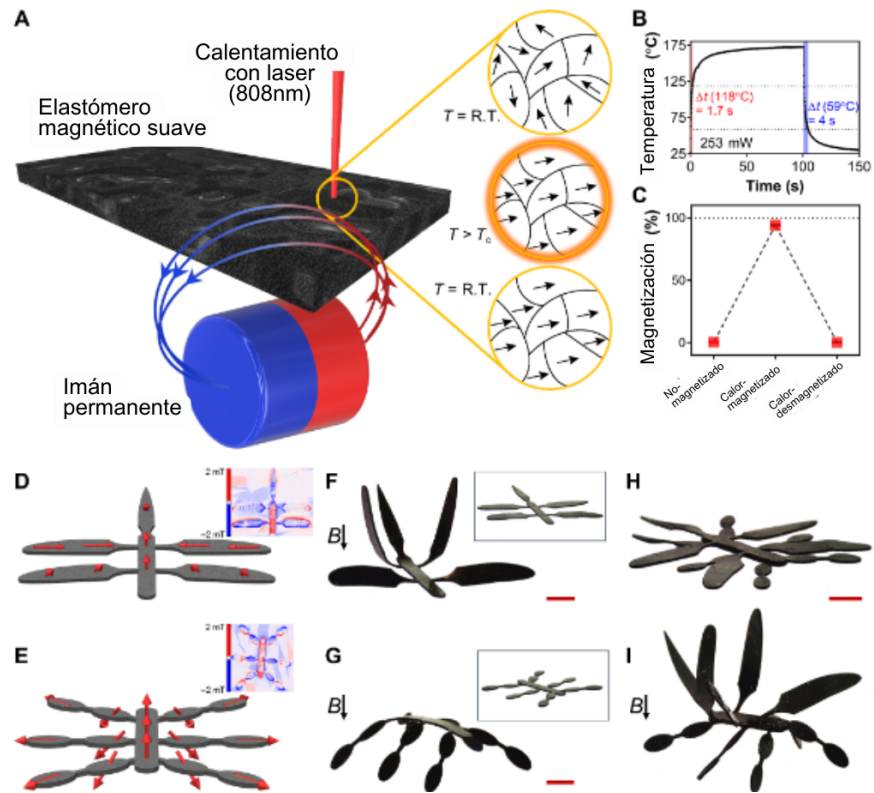 A
Calentamiento
con laser
(808nm)
Elastómero
magnético suave
T = R.T.
T > Tc
T = R.T.
Imán
permanente
B
Temperatura (°C)
175
125
75
25
Δt (118°C)
= 1.7 s
Δt (59°C)
= 4 s
253 mW
0
50
100
150
Time (s)
C
Magnetización (%)
100
50
0
No-
magnetizado
Calor-
magnetizado
Calor-
desmagnetizado
D
2 mT
−2 mT
E
2 mT
−2 mT
F
B
G
B
H
I
B